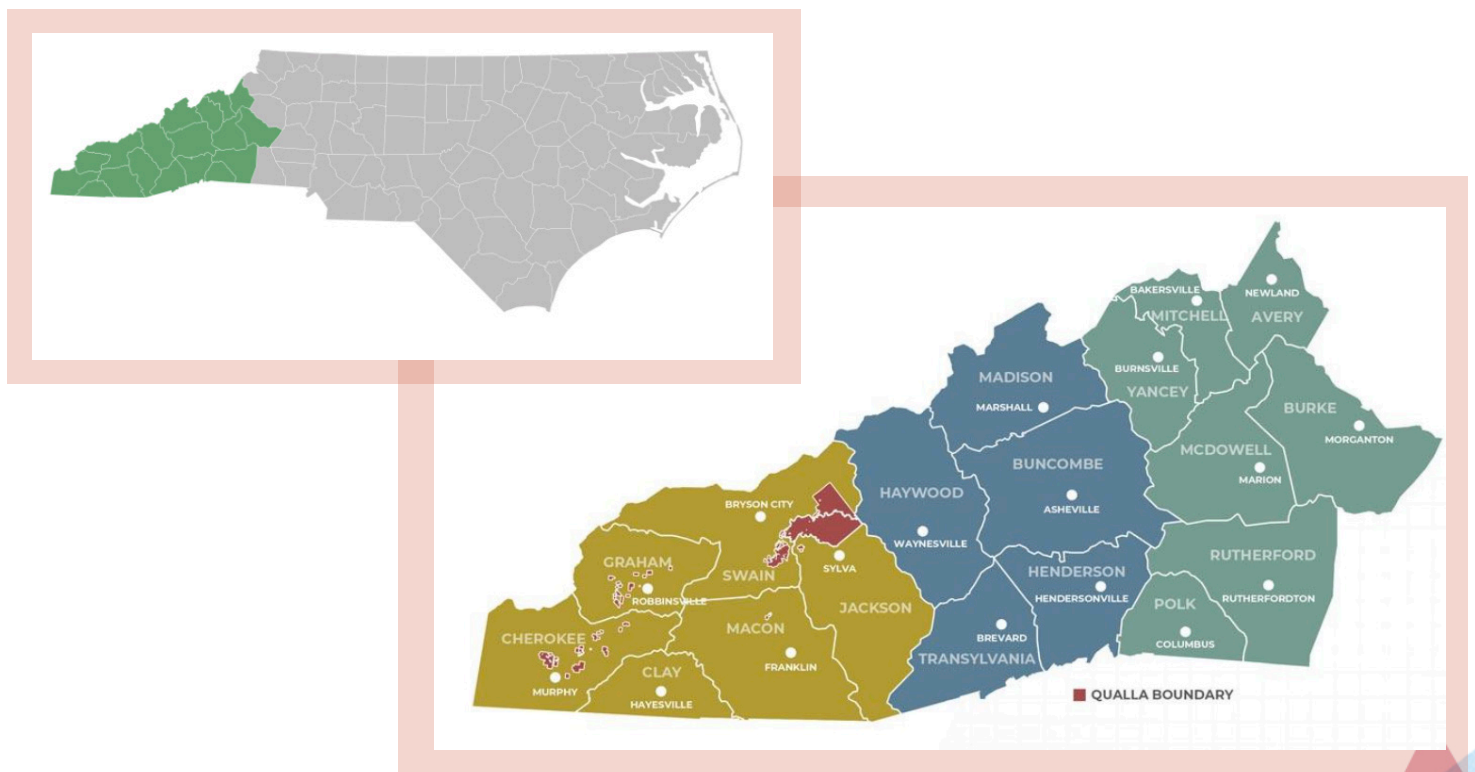 BAKERSVILLE
NEWLAND
MITCHELL
AVERY
BURNSVILLE
YANCEY
MADISON
MARSHALL
BURKE
MORGANTON
MCDOWELL
MARION
BUNCOMBE
ASHEVILLE
HAYWOOD
WAYNESVILLE
BRYSON CITY
SWAIN
SYLVA
GRAHAM
ROBBINSVILLE
JACKSON
HENDERSON
HENDERSONVILLE
RUTHERFORD
RUTHERFORDTON
POLK
COLUMBUS
BREVARD
TRANSYLVANIA
CHEROKEE
MURPHY
MACON
FRANKLIN
CLAY
HAYESVILLE
QUALLA BOUNDARY